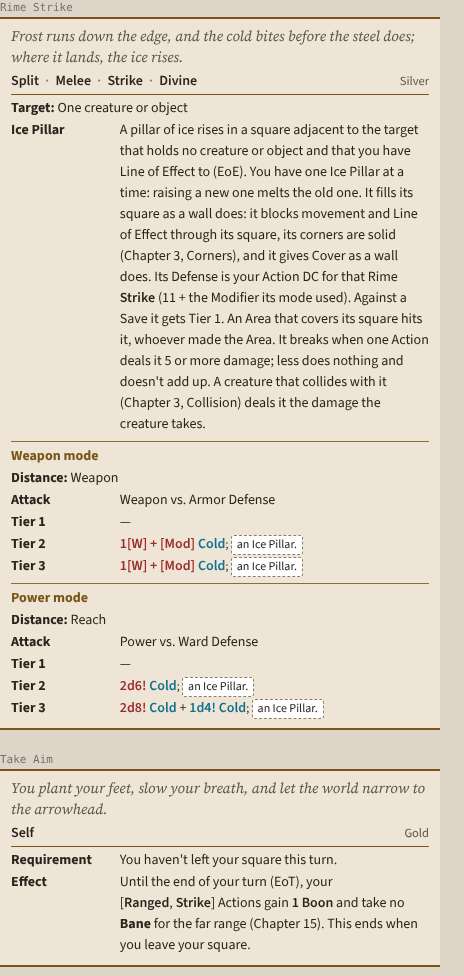 Rime Strike
Frost runs down the edge, and the cold bites before the steel does;
where it lands, the ice rises.
Split · Melee · Strike · Divine Silver
Target: One creature or object
Ice Pillar A pillar of ice rises in a square adjacent to the target
that holds no creature or object and that you have
Line of Effect to (EoE). You have one Ice Pillar at a
time: raising a new one melts the old one. It fills its
square as a wall does: it blocks movement and Line
of Effect through its square, its corners are solid
(Chapter 3, Corners), and it gives Cover as a wall
does. Its Defense is your Action DC for that Rime
Strike (11 + the Modifier its mode used). Against a
Save it gets Tier 1. An Area that covers its square hits
it, whoever made the Area. It breaks when one Action
deals it 5 or more damage; less does nothing and
doesn't add up. A creature that collides with it
(Chapter 3, Collision) deals it the damage the
creature takes.
Weapon mode
Distance: Weapon
Attack Weapon vs. Armor Defense
Tier 1 —
Tier 2 1[W] + [Mod] Cold; an Ice Pillar.
Tier 3 1[W] + [Mod] Cold; an Ice Pillar.
Power mode
Distance: Reach
Attack Power vs. Ward Defense
Tier 1 —
Tier 2 2d6! Cold; an Ice Pillar.
Tier 3 2d8! Cold + 1d4! Cold; an Ice Pillar.
Take Aim
You plant your feet, slow your breath, and let the world narrow to
the arrowhead.
Self Gold
Requirement You haven't left your square this turn.
Effect Until the end of your turn (EoT), your
[Ranged, Strike] Actions gain 1 Boon and take no
Bane for the far range (Chapter 15). This ends when
you leave your square.